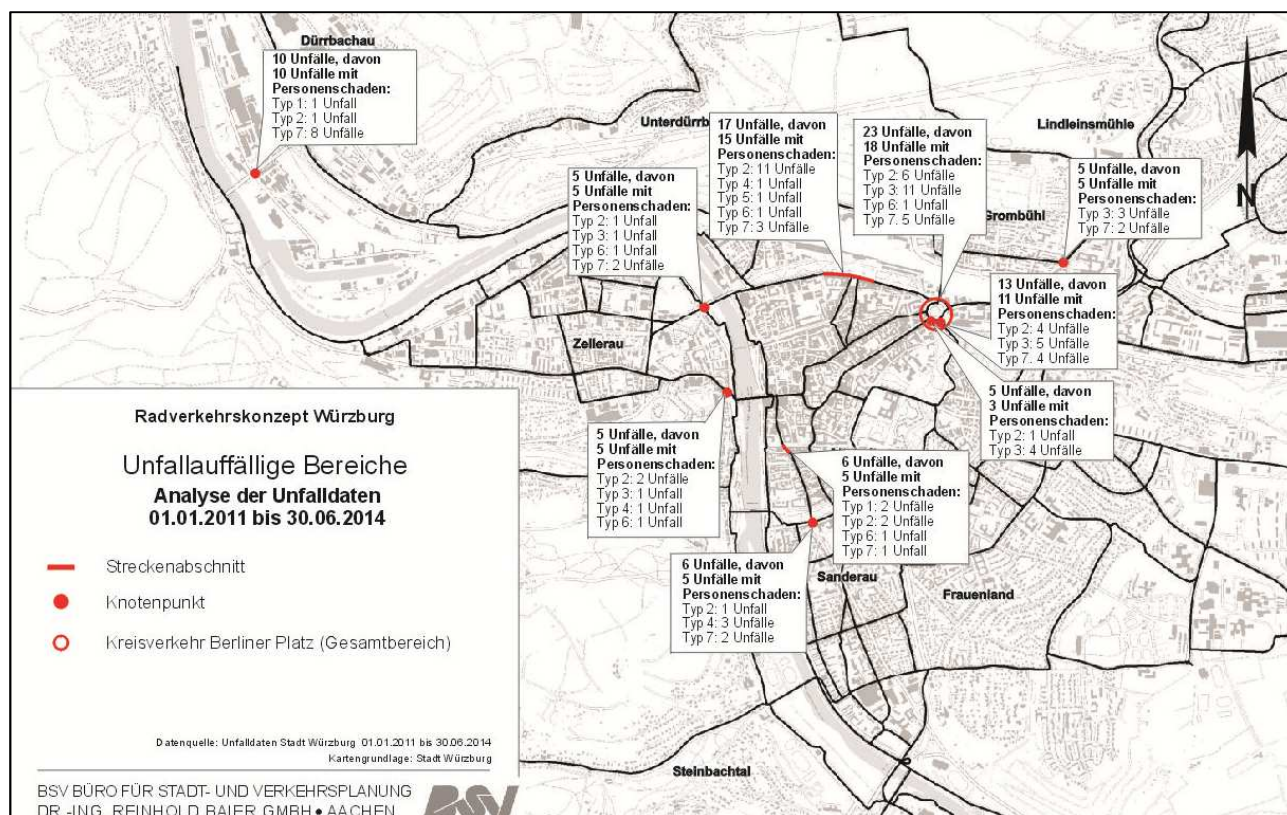 Dürrbachau
10 Unfälle, davon
10 Unfälle mit
Personenschaden:
Typ 1: 1 Unfall
Typ 2: 1 Unfall
Typ 7: 8 Unfälle
Unterdürrb
17 Unfälle, davon
15 Unfälle mit
Personenschaden:
Typ 2: 11 Unfälle
Typ 4: 1 Unfall
Typ 5: 1 Unfall
Typ 6: 1 Unfall
Typ 7: 3 Unfälle
23 Unfälle, davon
18 Unfälle mit
Personenschaden:
Typ 2: 6 Unfälle
Typ 3: 11 Unfälle
Typ 6: 1 Unfall
Typ 7: 5 Unfälle
Lindleinsmühle
5 Unfälle, davon
5 Unfälle mit
Personenschaden:
Typ 3: 3 Unfälle
Typ 7: 2 Unfälle
N
Grombühl
5 Unfälle, davon
5 Unfälle mit
Personenschaden:
Typ 2: 1 Unfall
Typ 3: 1 Unfall
Typ 6: 1 Unfall
Typ 7: 2 Unfälle
13 Unfälle, davon
11 Unfälle mit
Personenschaden:
Typ 2: 4 Unfälle
Typ 3: 5 Unfälle
Typ 7: 4 Unfälle
Zellerau
5 Unfälle, davon
3 Unfälle mit
Personenschaden:
Typ 2: 1 Unfall
Typ 3: 4 Unfälle
5 Unfälle, davon
5 Unfälle mit
Personenschaden:
Typ 2: 2 Unfälle
Typ 3: 1 Unfall
Typ 4: 1 Unfall
Typ 6: 1 Unfall
6 Unfälle, davon
5 Unfälle mit
Personenschaden:
Typ 1: 2 Unfälle
Typ 2: 2 Unfälle
Typ 6: 1 Unfall
Typ 7: 1 Unfall
6 Unfälle, davon
5 Unfälle mit
Personenschaden:
Typ 2: 1 Unfall
Typ 4: 3 Unfälle
Typ 7: 2 Unfälle
Sanderau
Frauenland
Steinbachtal
Radverkehrskonzept Würzburg
Unfallauffällige Bereiche
Analyse der Unfalldaten
01.01.2011 bis 30.06.2014
Streckenabschnitt
Knotenpunkt
Kreisverkehr Berliner Platz (Gesamtbereich)
Datenquelle: Unfalldaten Stadt Würzburg 01.01.2011 bis 30.06.2014
Kartengrundlage: Stadt Würzburg
BSV BÜRO FÜR STADT- UND VERKEHRSPLANUNG
DR.-ING. REINHOLD BAIER GMBH • AACHEN
BSV